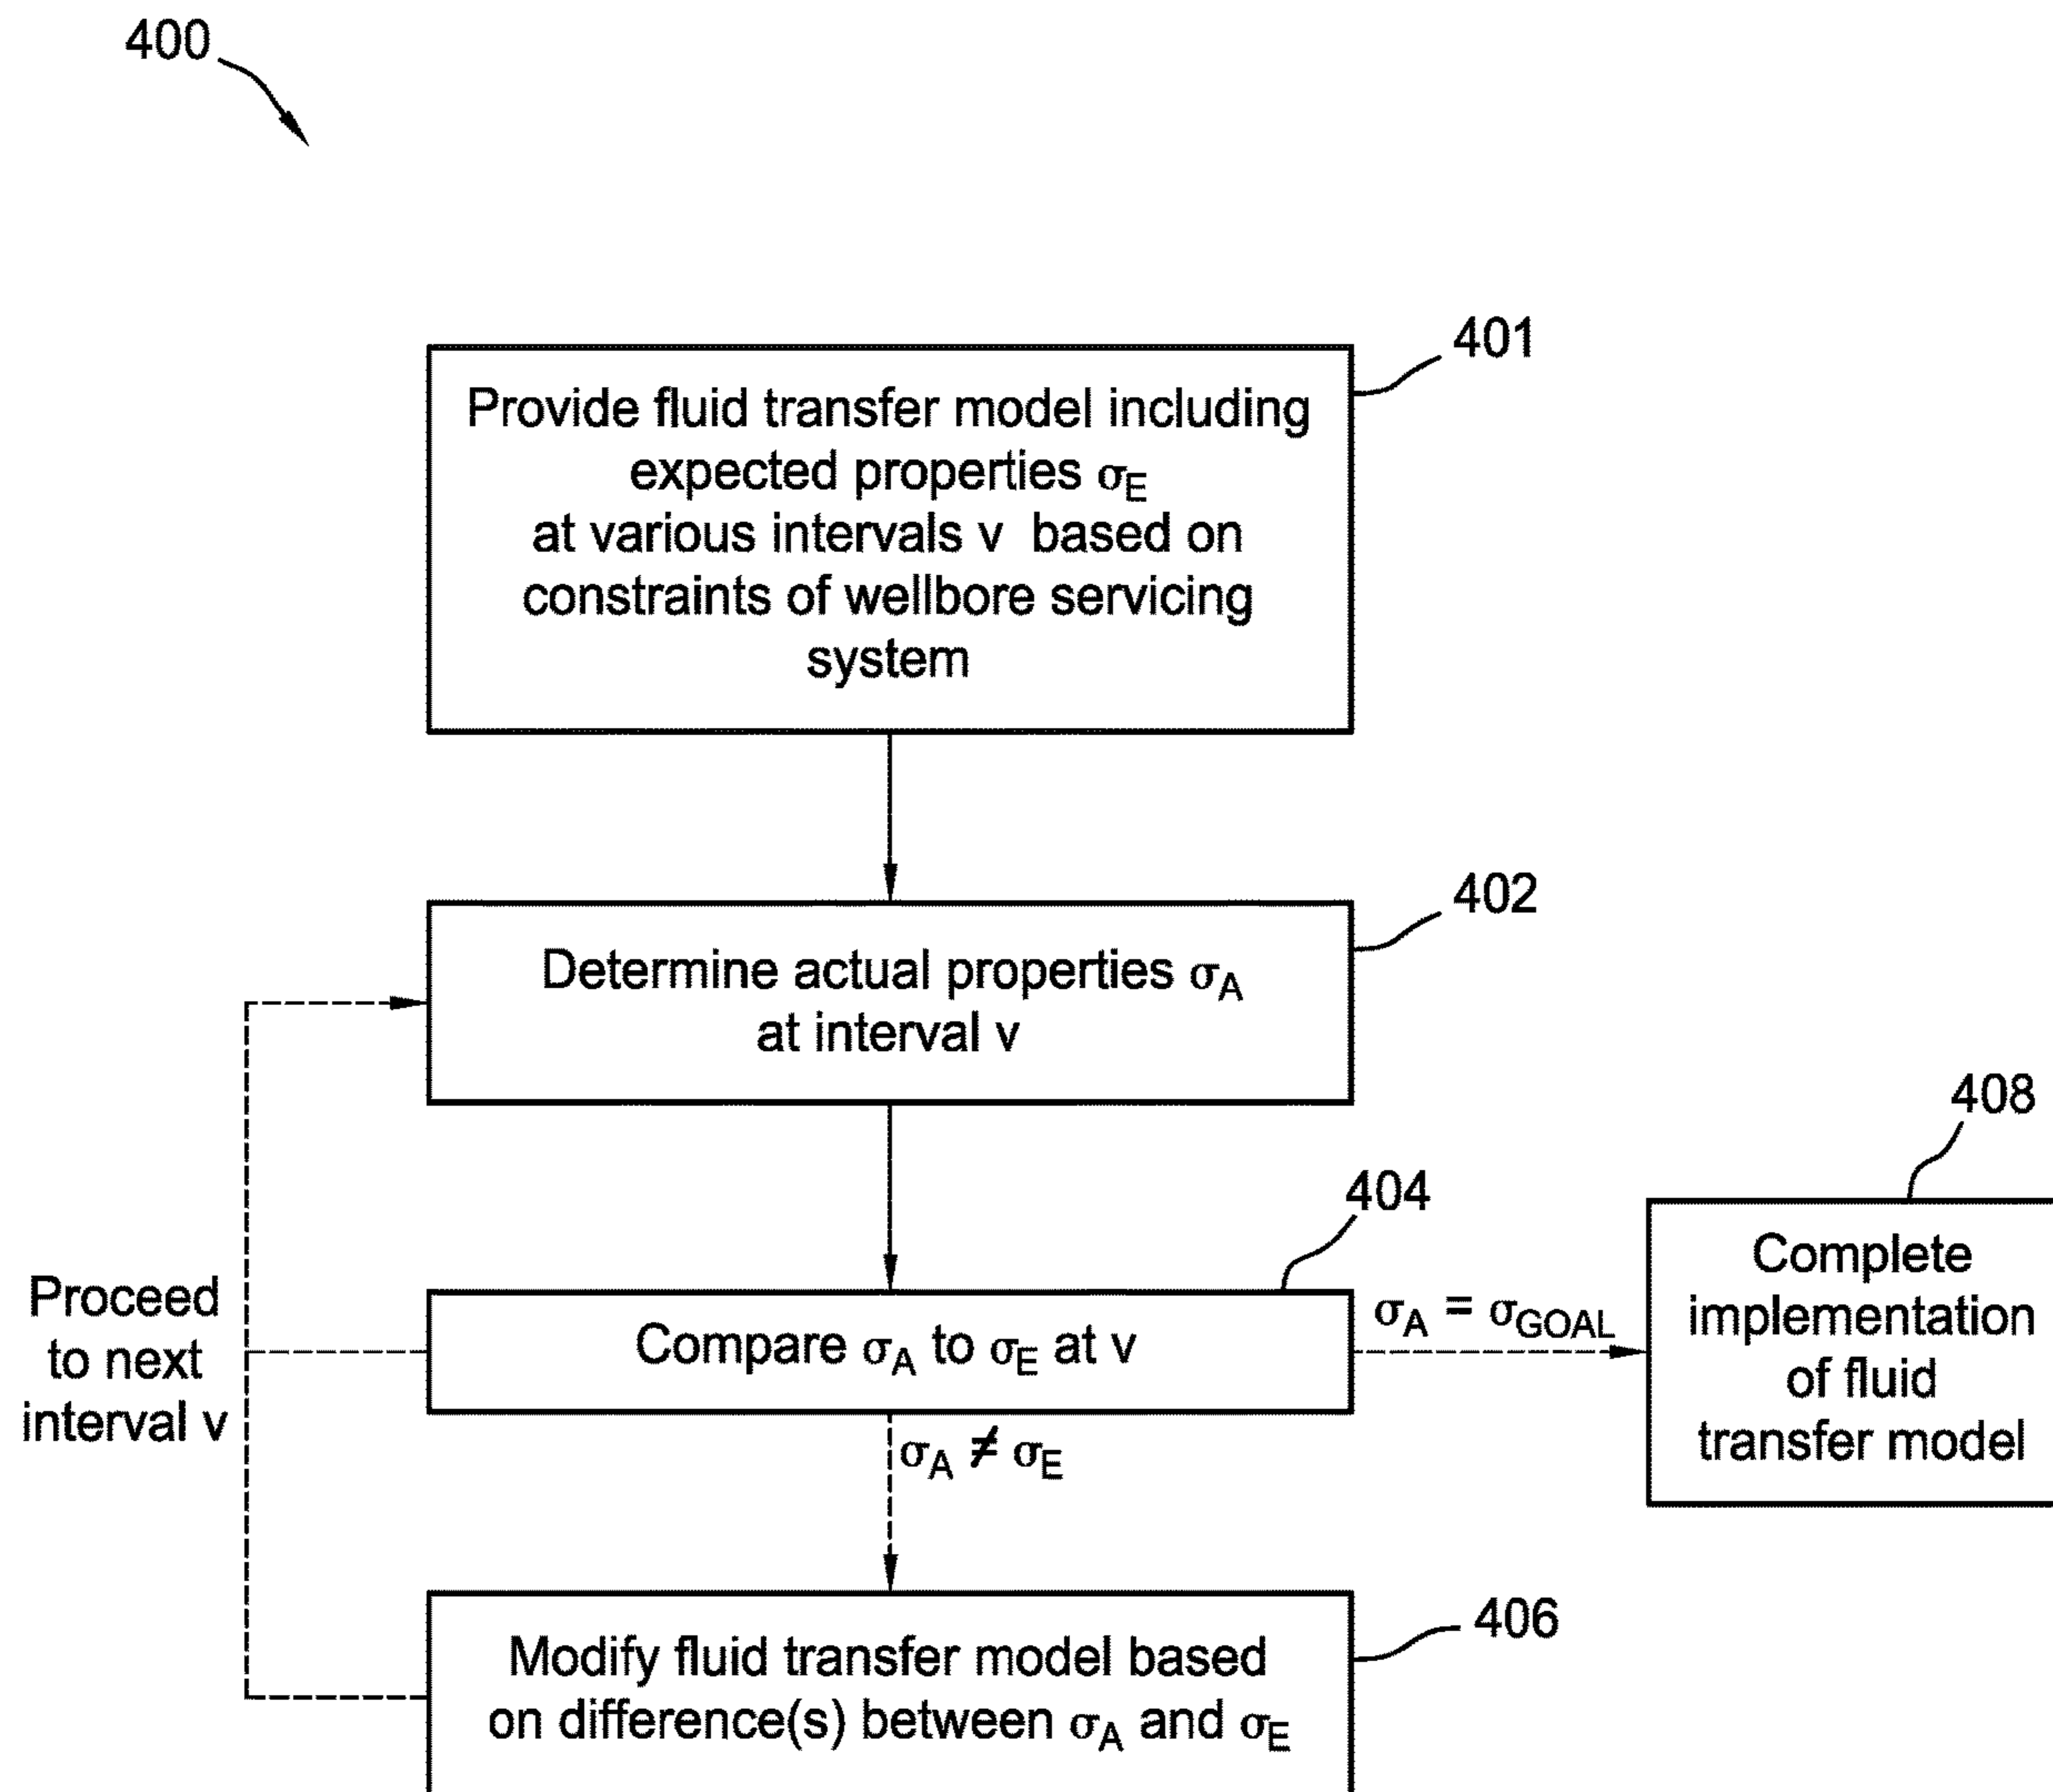 400
401
Provide fluid transfer model including
expected properties σE
at various intervals v based on
constraints of wellbore servicing
system
402
Determine actual properties σA
at interval v
408
404
Proceed
to next
interval v
Compare σA to σE at v
σA = σGOAL
Complete
implementation
of fluid
transfer model
σA ≠ σE
406
Modify fluid transfer model based
on difference(s) between σA and σE